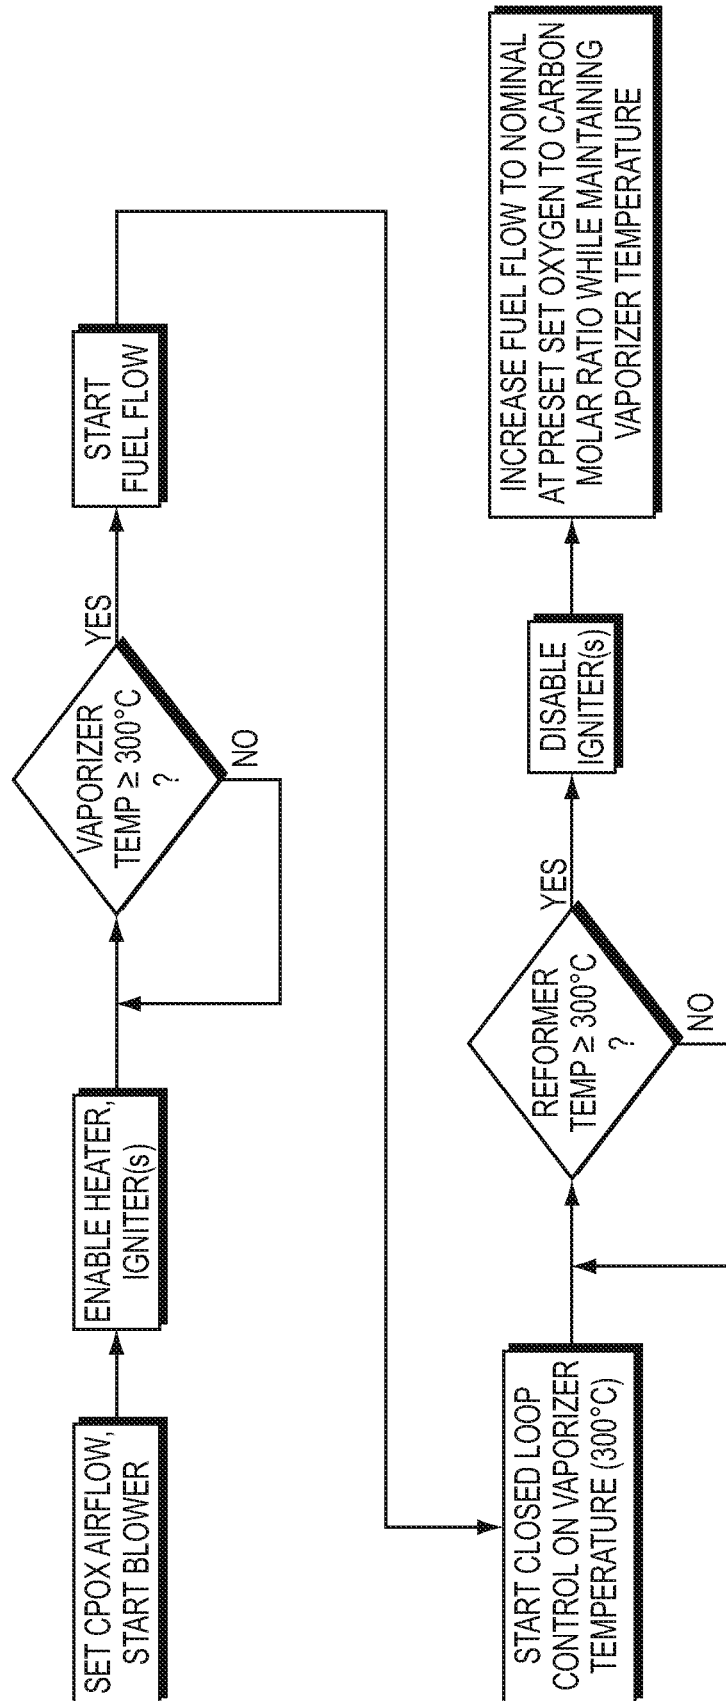 SET CPOX AIRFLOW,
START BLOWER
ENABLE HEATER,
IGNITER(s)
VAPORIZER
TEMP ≥ 300°C
?
YES
NO
START
FUEL FLOW
START CLOSED LOOP
CONTROL ON VAPORIZER
TEMPERATURE (300°C)
REFORMER
TEMP ≥ 300°C
?
YES
NO
DISABLE
IGNITER(s)
INCREASE FUEL FLOW TO NOMINAL
AT PRESET SET OXYGEN TO CARBON
MOLAR RATIO WHILE MAINTAINING
VAPORIZER TEMPERATURE